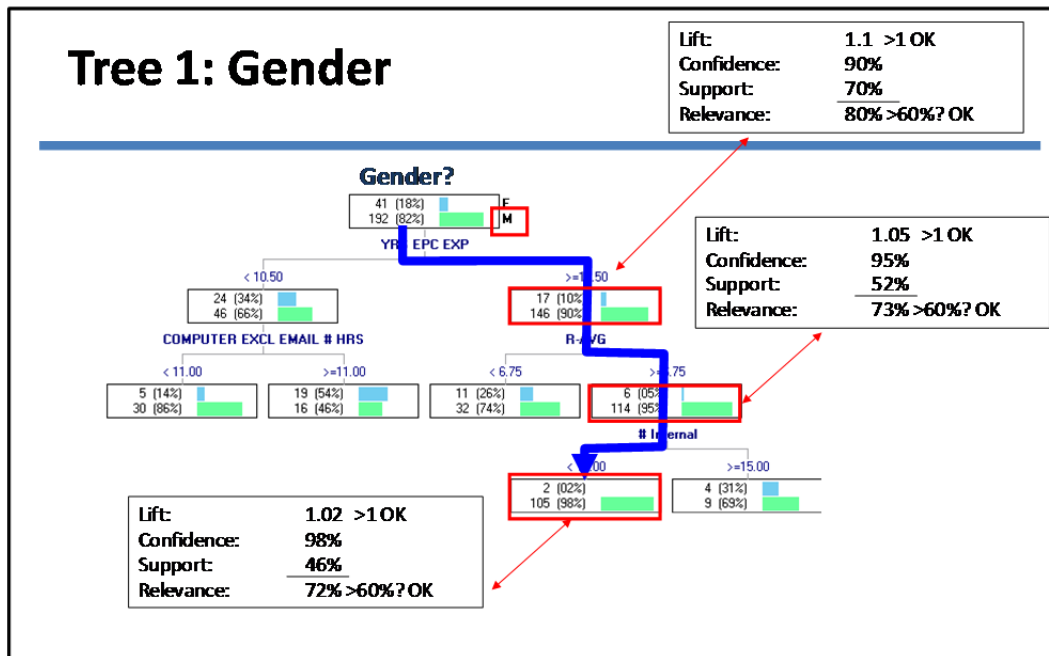 Tree 1: Gender
Lift: 1.1 >1 OK
Confidence: 90%
Support: 70%
Relevance: 80% >60%? OK
Gender?
41 (18%) F
192 (82%) M
EPC EXP
Lift: 1.05 >1 OK
Confidence: 95%
Support: 52%
Relevance: 73% >60%? OK
< 10.50
24 (34%)
46 (66%)
17 (10%
146 (90%
COMPUTER EXCL EMAIL # HRS
< 11.00
>=11.00
< 6.75
5 (14%)
30 (86%)
19 (54%)
16 (46%)
11 (26%)
32 (74%)
6 (05%
114 (95%
# Internal
>=15.00
2 (02%)
105 (98%)
4 (31%)
9 (69%)
Lift: 1.02 >1 OK
Confidence: 98%
Support: 46%
Relevance: 72% >60%? OK